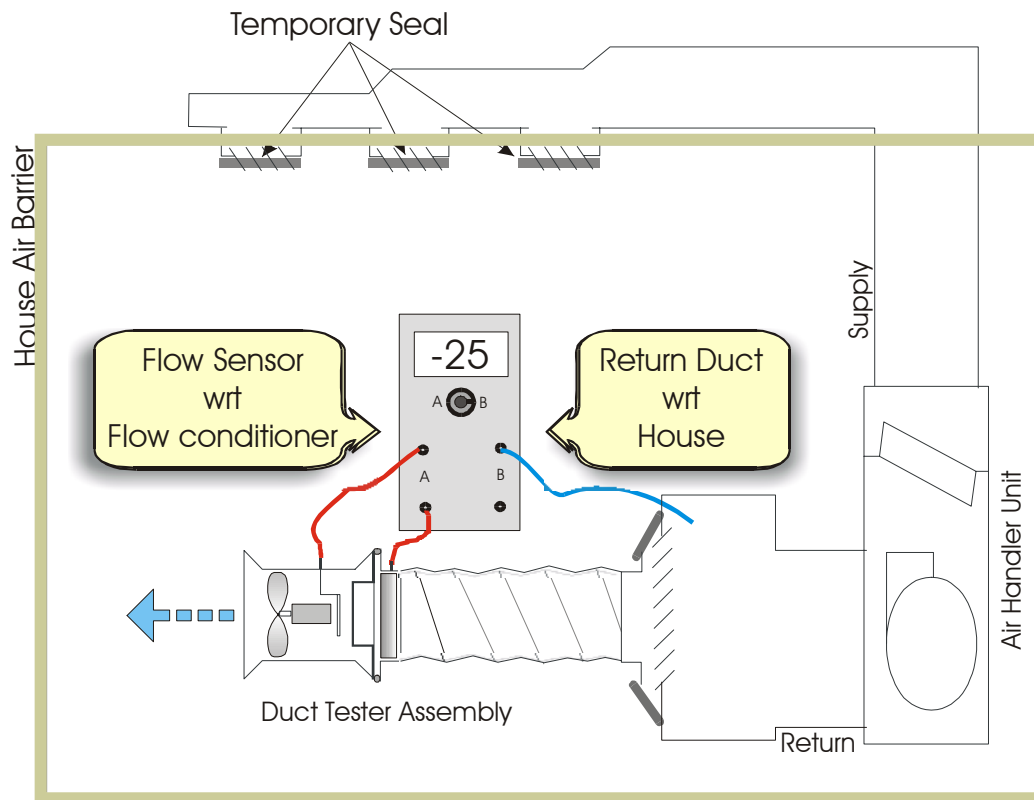 Temporary Seal
House Air Barrier
Supply
Flow Sensor
wrt
Flow conditioner
-25
A
B
A
B
Return Duct
wrt
House
Air Handler Unit
Duct Tester Assembly
Return